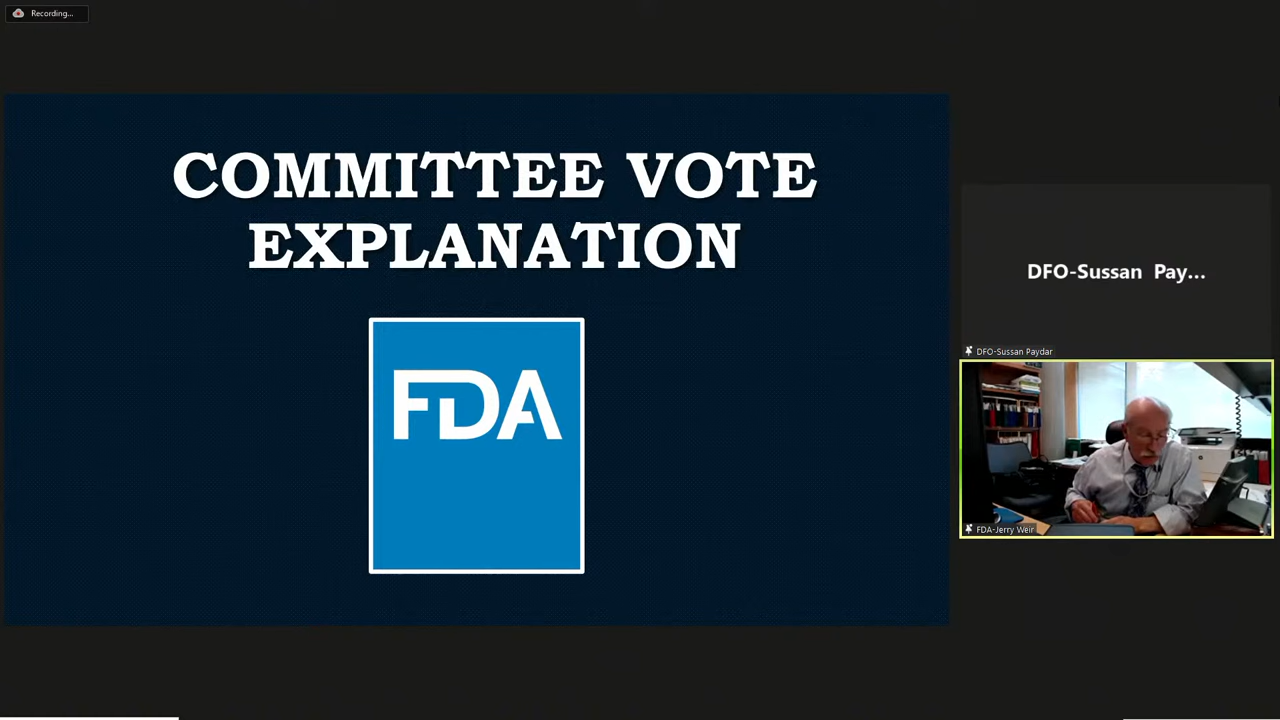 Recording...
COMMITTEE VOTE
EXPLANATION
FDA
DFO-Sussan Pay...
DFO-Sussan Paydar
FDA-Jerry Weir